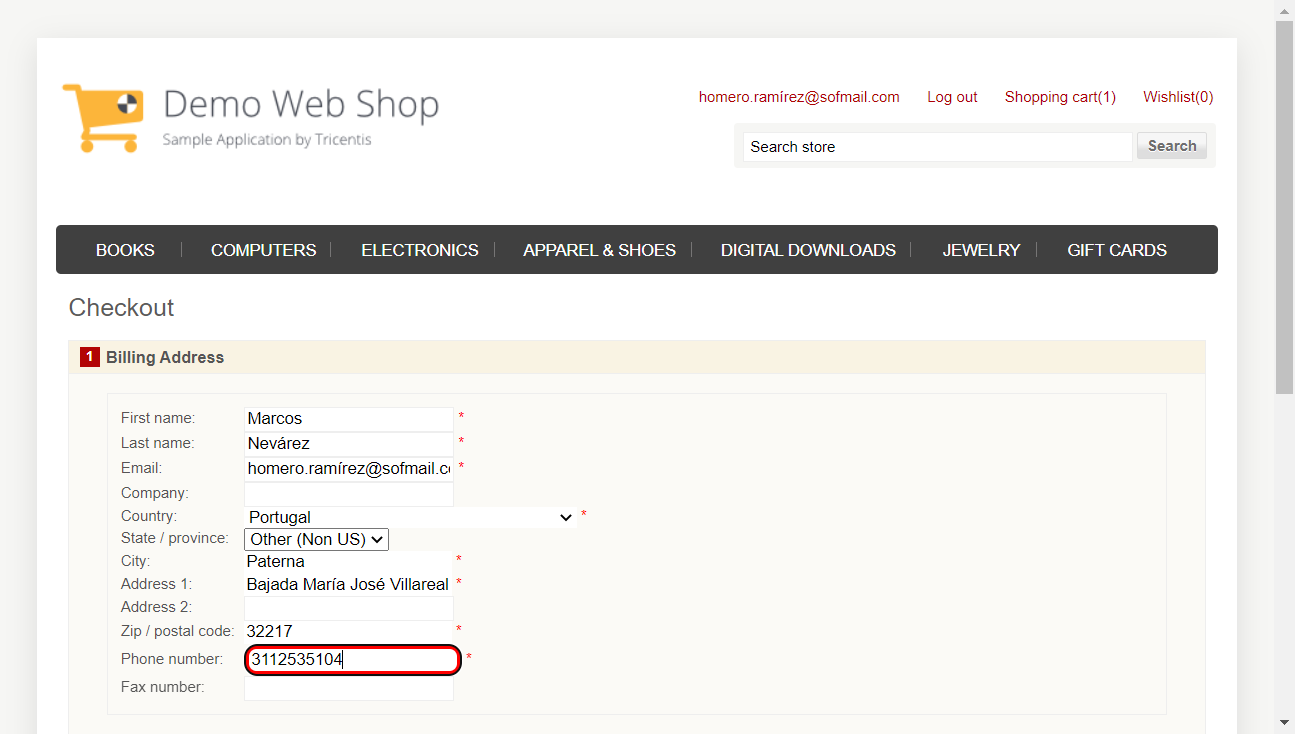 Demo Web Shop
Sample Application by Tricentis
homero.ramírez@sofmail.com Log out Shopping cart(1) Wishlist(0)
Search store Search
BOOKS COMPUTERS ELECTRONICS APPAREL & SHOES DIGITAL DOWNLOADS JEWELRY GIFT CARDS
Checkout
1 Billing Address
First name: Marcos *
Last name: Nevárez *
Email: homero.ramírez@sofmail.c *
Company:
Country: Portugal *
State / province: Other (Non US)
City: Paterna *
Address 1: Bajada María José Villareal *
Address 2:
Zip / postal code: 32217 *
Phone number: 3112535104 *
Fax number: